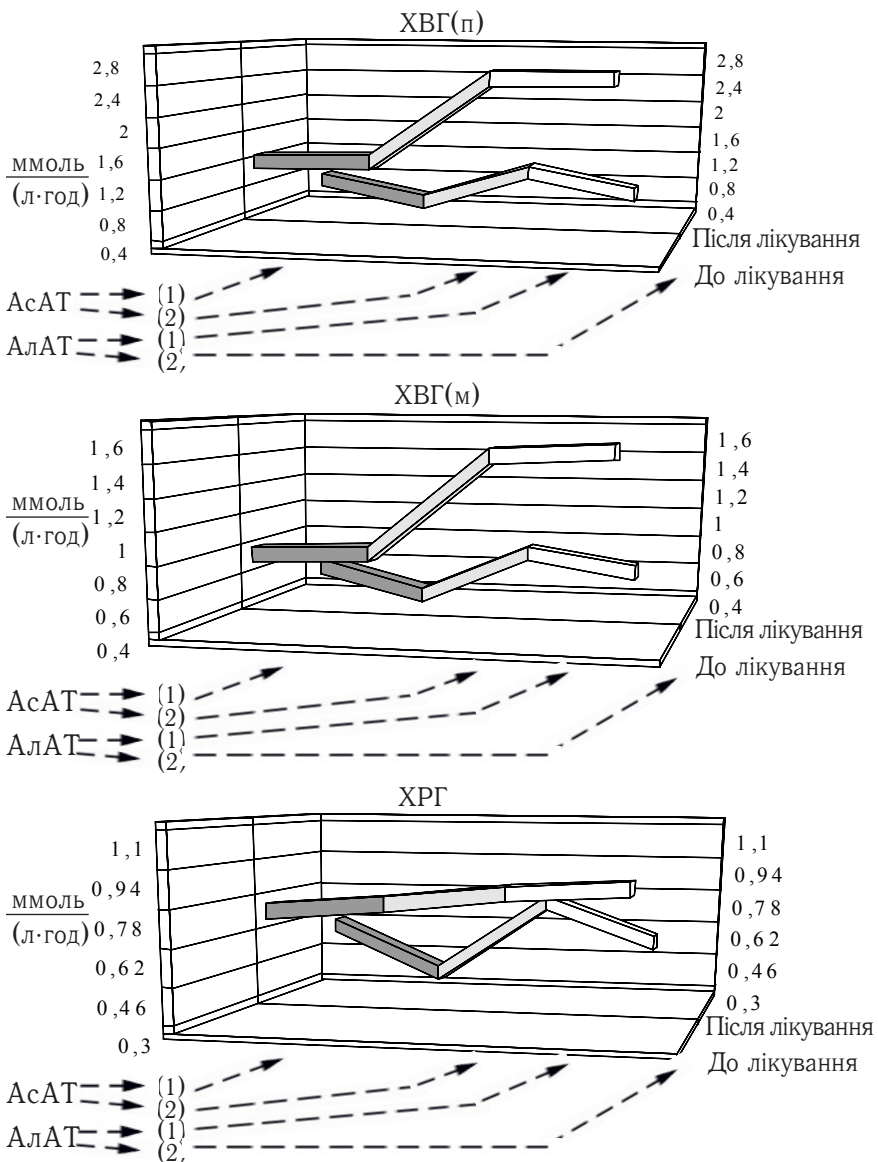 ХВГ(п)
2,8
2,4
2
1,6
1,2
0,8
0,4
ммоль
(л·год)
2,8
2,4
2
1,6
1,2
0,8
0,4
Після лікування
До лікування
АсАТ (1)
(2)
АлАТ (1)
(2)
ХВГ(м)
1,6
1,4
1,2
1
0,8
0,6
0,4
ммоль
(л·год)
1,6
1,4
1,2
1
0,8
0,6
0,4
Після лікування
До лікування
АсАТ (1)
(2)
АлАТ (1)
(2)
ХРГ
1,1
0,94
0,78
0,62
0,46
0,3
ммоль
(л·год)
1,1
0,94
0,78
0,62
0,46
0,3
Після лікування
До лікування
АсАТ (1)
(2)
АлАТ (1)
(2)